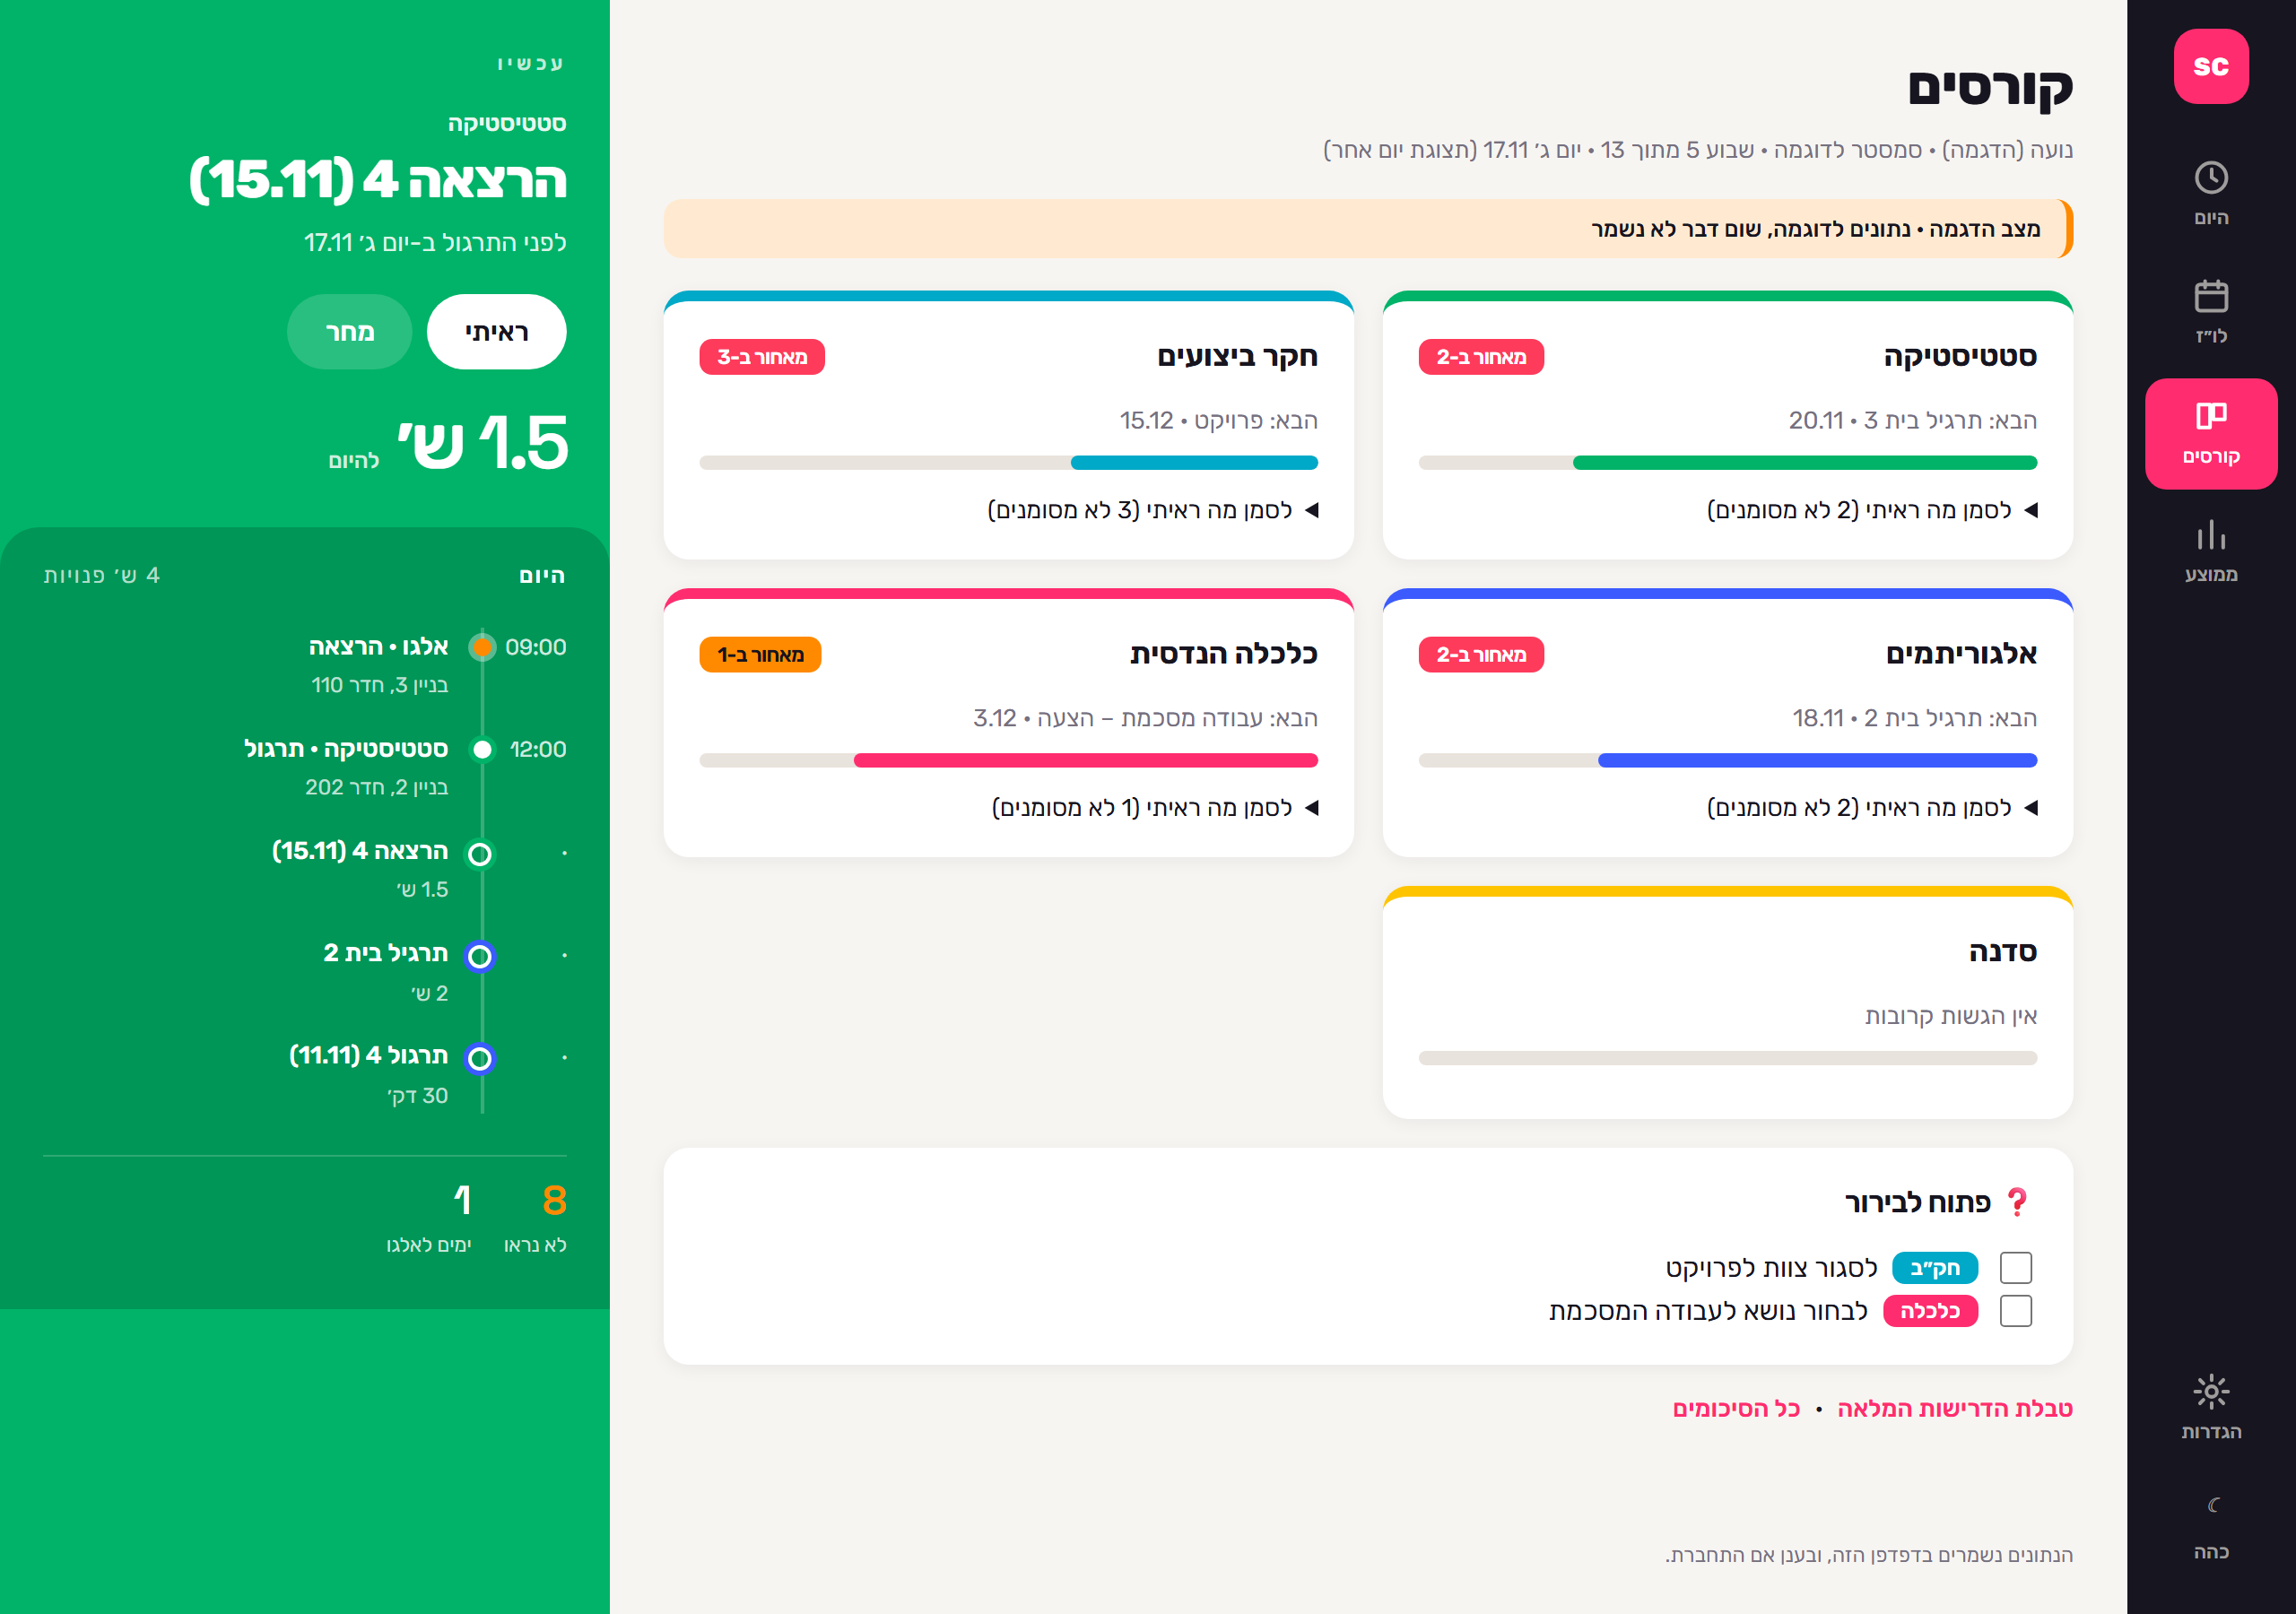 sc
היום
לו״ז
קורסים
ממוצע
הגדרות
כהה
קורסים
נועה (הדגמה) • סמסטר לדוגמה • שבוע 5 מתוך 13 • יום ג׳ 17.11 (תצוגת יום אחר)
מצב הדגמה • נתונים לדוגמה, שום דבר לא נשמר
סטטיסטיקה
מאחור ב-2
הבא: תרגיל בית 3 • 20.11
לסמן מה ראיתי (2 לא מסומנים)
חקר ביצועים
מאחור ב-3
הבא: פרויקט • 15.12
לסמן מה ראיתי (3 לא מסומנים)
אלגוריתמים
מאחור ב-2
הבא: תרגיל בית 2 • 18.11
לסמן מה ראיתי (2 לא מסומנים)
כלכלה הנדסית
מאחור ב-1
הבא: עבודה מסכמת – הצעה • 3.12
לסמן מה ראיתי (1 לא מסומנים)
סדנה
אין הגשות קרובות
❓ פתוח לבירור
חק״ב לסגור צוות לפרויקט
כלכלה לבחור נושא לעבודה המסכמת
טבלת הדרישות המלאה • כל הסיכומים
הנתונים נשמרים בדפדפן הזה, ובענן אם התחברת.
עכשיו
סטטיסטיקה
הרצאה 4 (15.11)
לפני התרגול ב-יום ג׳ 17.11
ראיתי
מחר
1.5 ש׳ להיום
היום
4 ש׳ פנויות
09:00 אלגו • הרצאה
בניין 3, חדר 110
12:00 סטטיסטיקה • תרגול
בניין 2, חדר 202
· הרצאה 4 (15.11)
1.5 ש׳
· תרגיל בית 2
2 ש׳
· תרגול 4 (11.11)
30 דק׳
8
לא נראו
1
ימים לאלגו